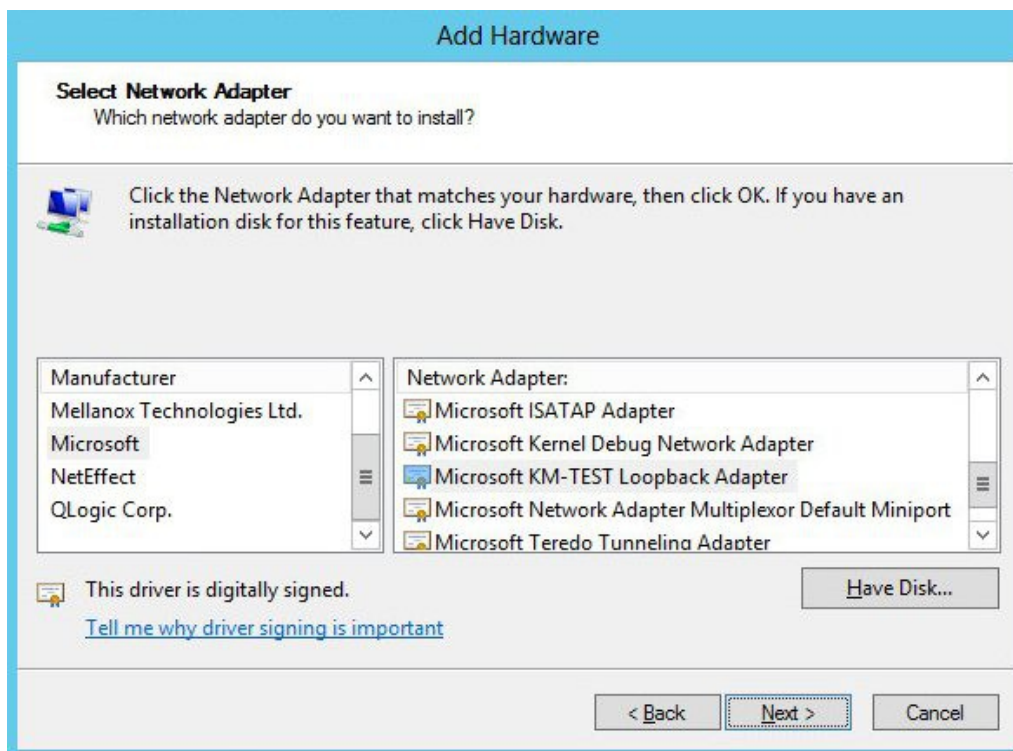 Add Hardware
Select Network Adapter
Which network adapter do you want to install?
Click the Network Adapter that matches your hardware, then click OK. If you have an
installation disk for this feature, click Have Disk.
Manufacturer
Mellanox Technologies Ltd.
Microsoft
NetEffect
QLogic Corp.
Network Adapter:
Microsoft ISATAP Adapter
Microsoft Kernel Debug Network Adapter
Microsoft KM-TEST Loopback Adapter
Microsoft Network Adapter Multiplexor Default Miniport
Microsoft Teredo Tunneling Adapter
This driver is digitally signed.
Have Disk...
Tell me why driver signing is important
< Back
Next >
Cancel